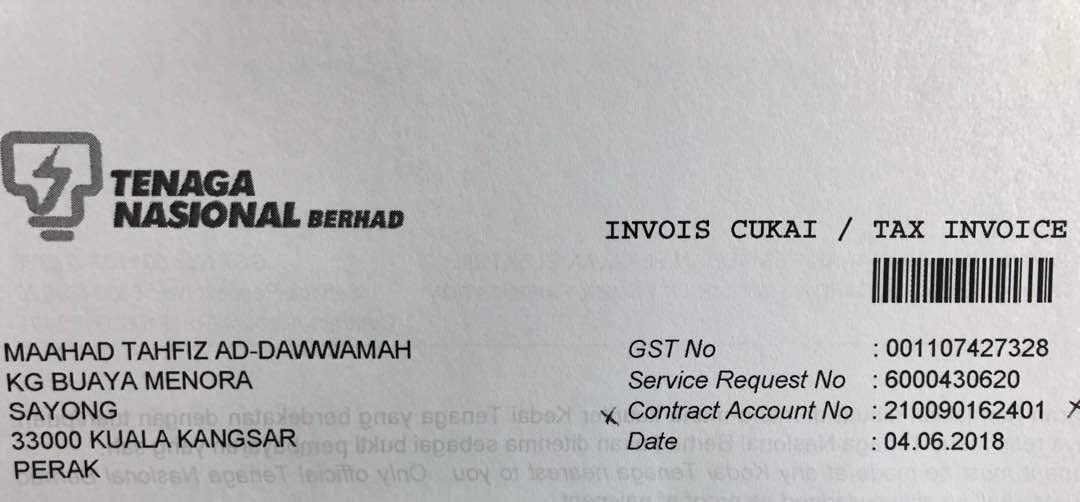 TENAGA
NASIONAL BERHAD
INVOIS CUKAI / TAX INVOICE
MAAHAD TAHFIZ AD-DAWWAMAH
KG BUAYA MENORA
SAYONG
33000 KUALA KANGSAR
PERAK
GST No : 001107427328
Service Request No : 6000430620
Contract Account No : 210090162401
Date : 04.06.2018